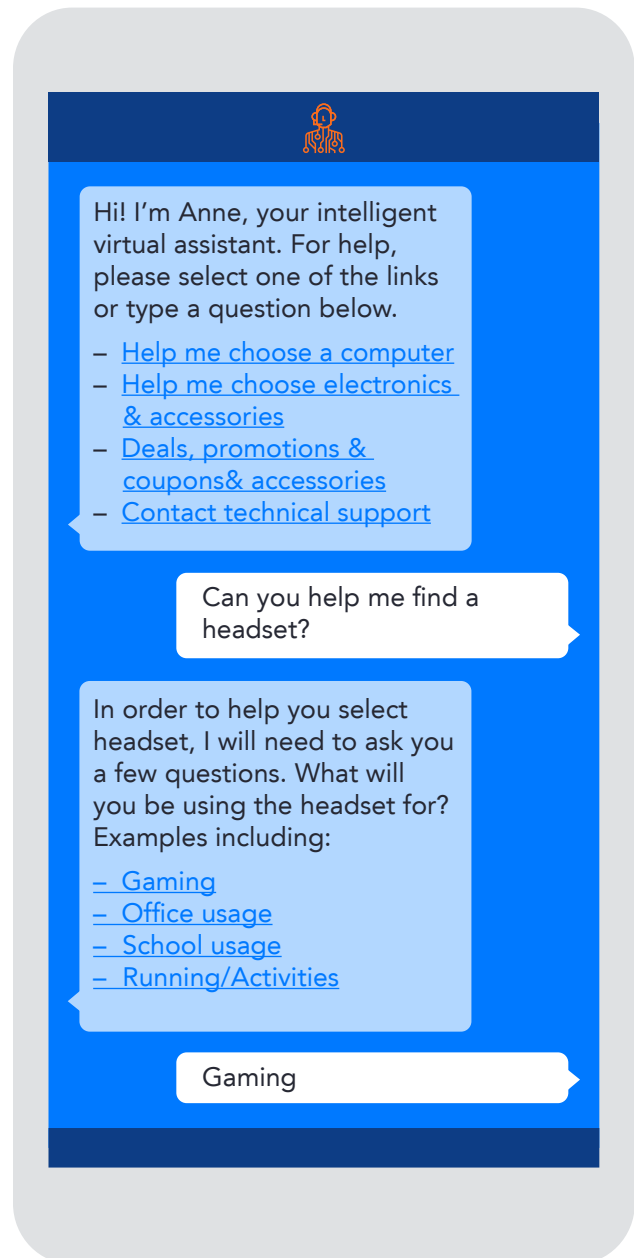 Hi! I'm Anne, your intelligent
virtual assistant. For help,
please select one of the links
or type a question below.
– Help me choose a computer
– Help me choose electronics
& accessories
– Deals, promotions &
coupons& accessories
– Contact technical support
Can you help me find a
headset?
In order to help you select
headset, I will need to ask you
a few questions. What will
you be using the headset for?
Examples including:
– Gaming
– Office usage
– School usage
– Running/Activities
Gaming